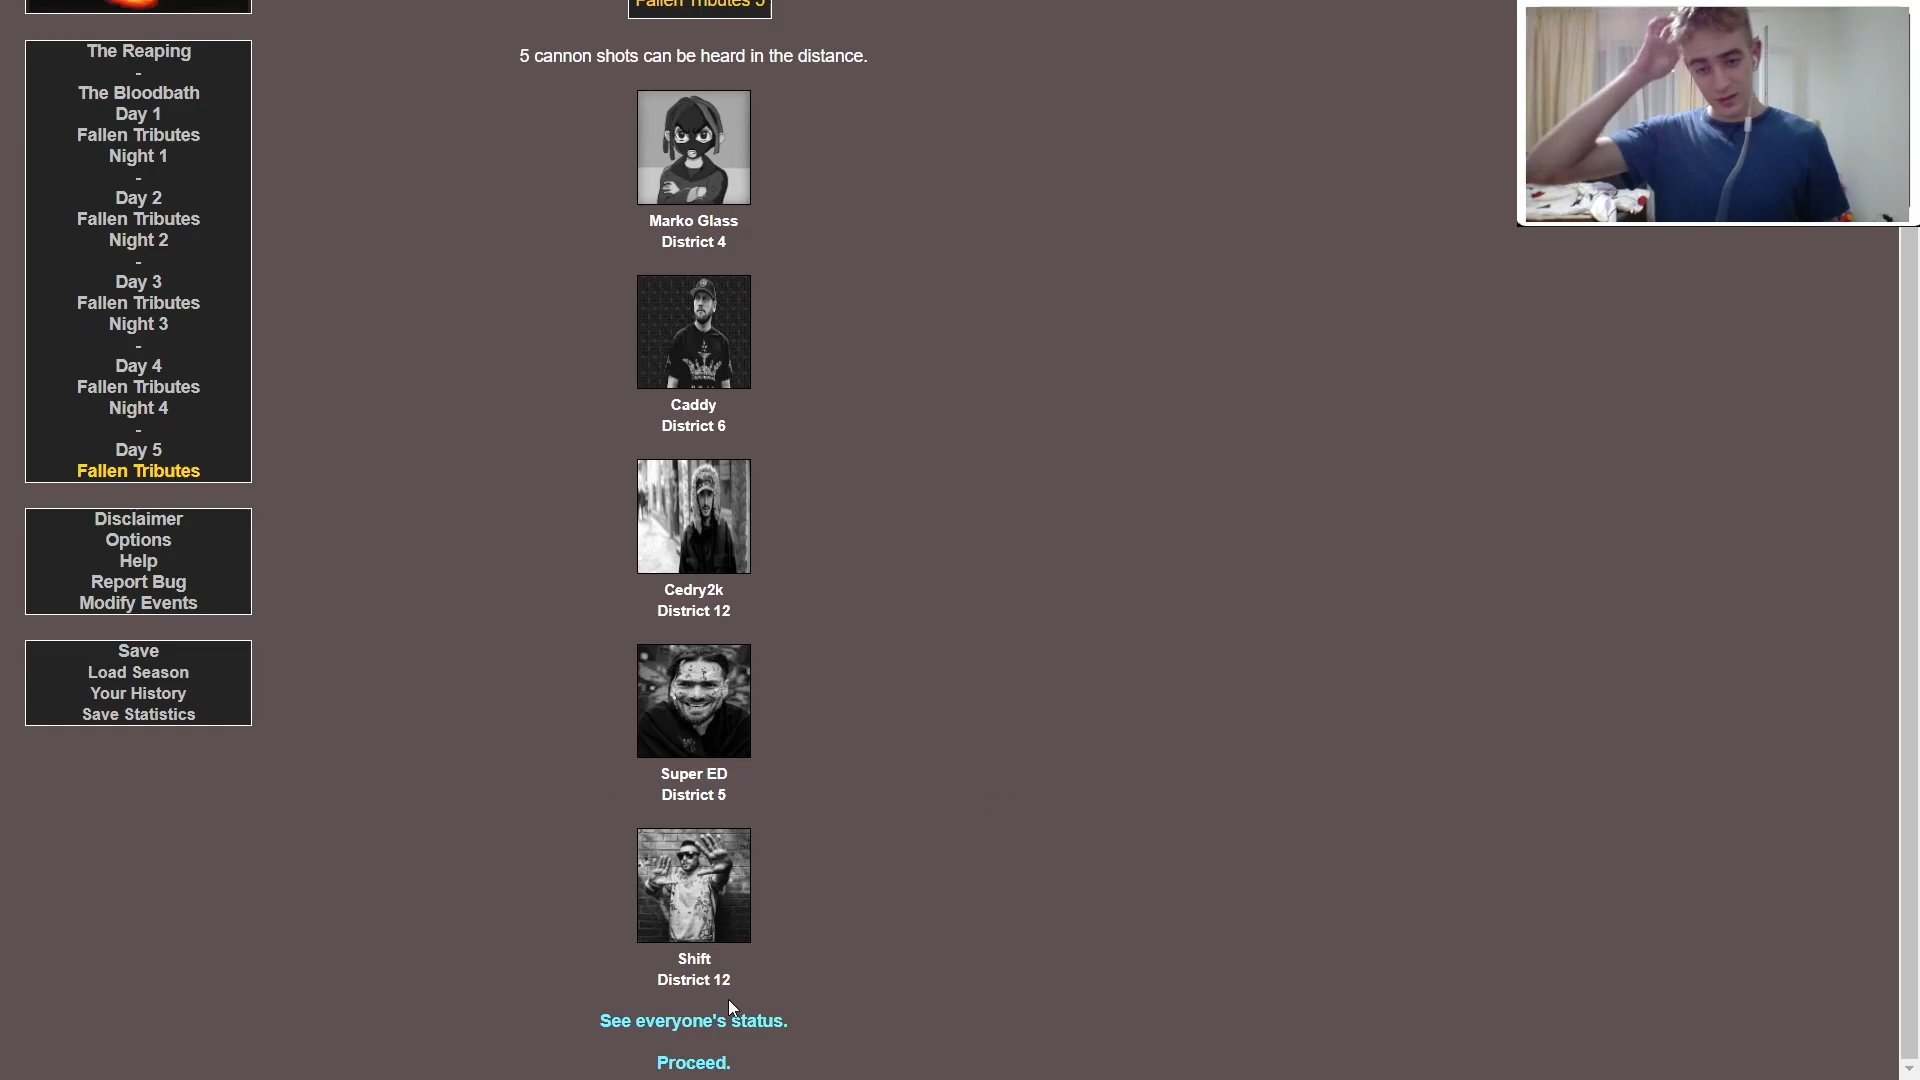 Fallen Tributes 5
The Reaping
-
The Bloodbath
Day 1
Fallen Tributes
Night 1
-
Day 2
Fallen Tributes
Night 2
-
Day 3
Fallen Tributes
Night 3
-
Day 4
Fallen Tributes
Night 4
-
Day 5
Fallen Tributes
Disclaimer
Options
Help
Report Bug
Modify Events
Save
Load Season
Your History
Save Statistics
5 cannon shots can be heard in the distance.
Marko Glass
District 4
Caddy
District 6
Cedry2k
District 12
Super ED
District 5
Shift
District 12
See everyone's status.
Proceed.